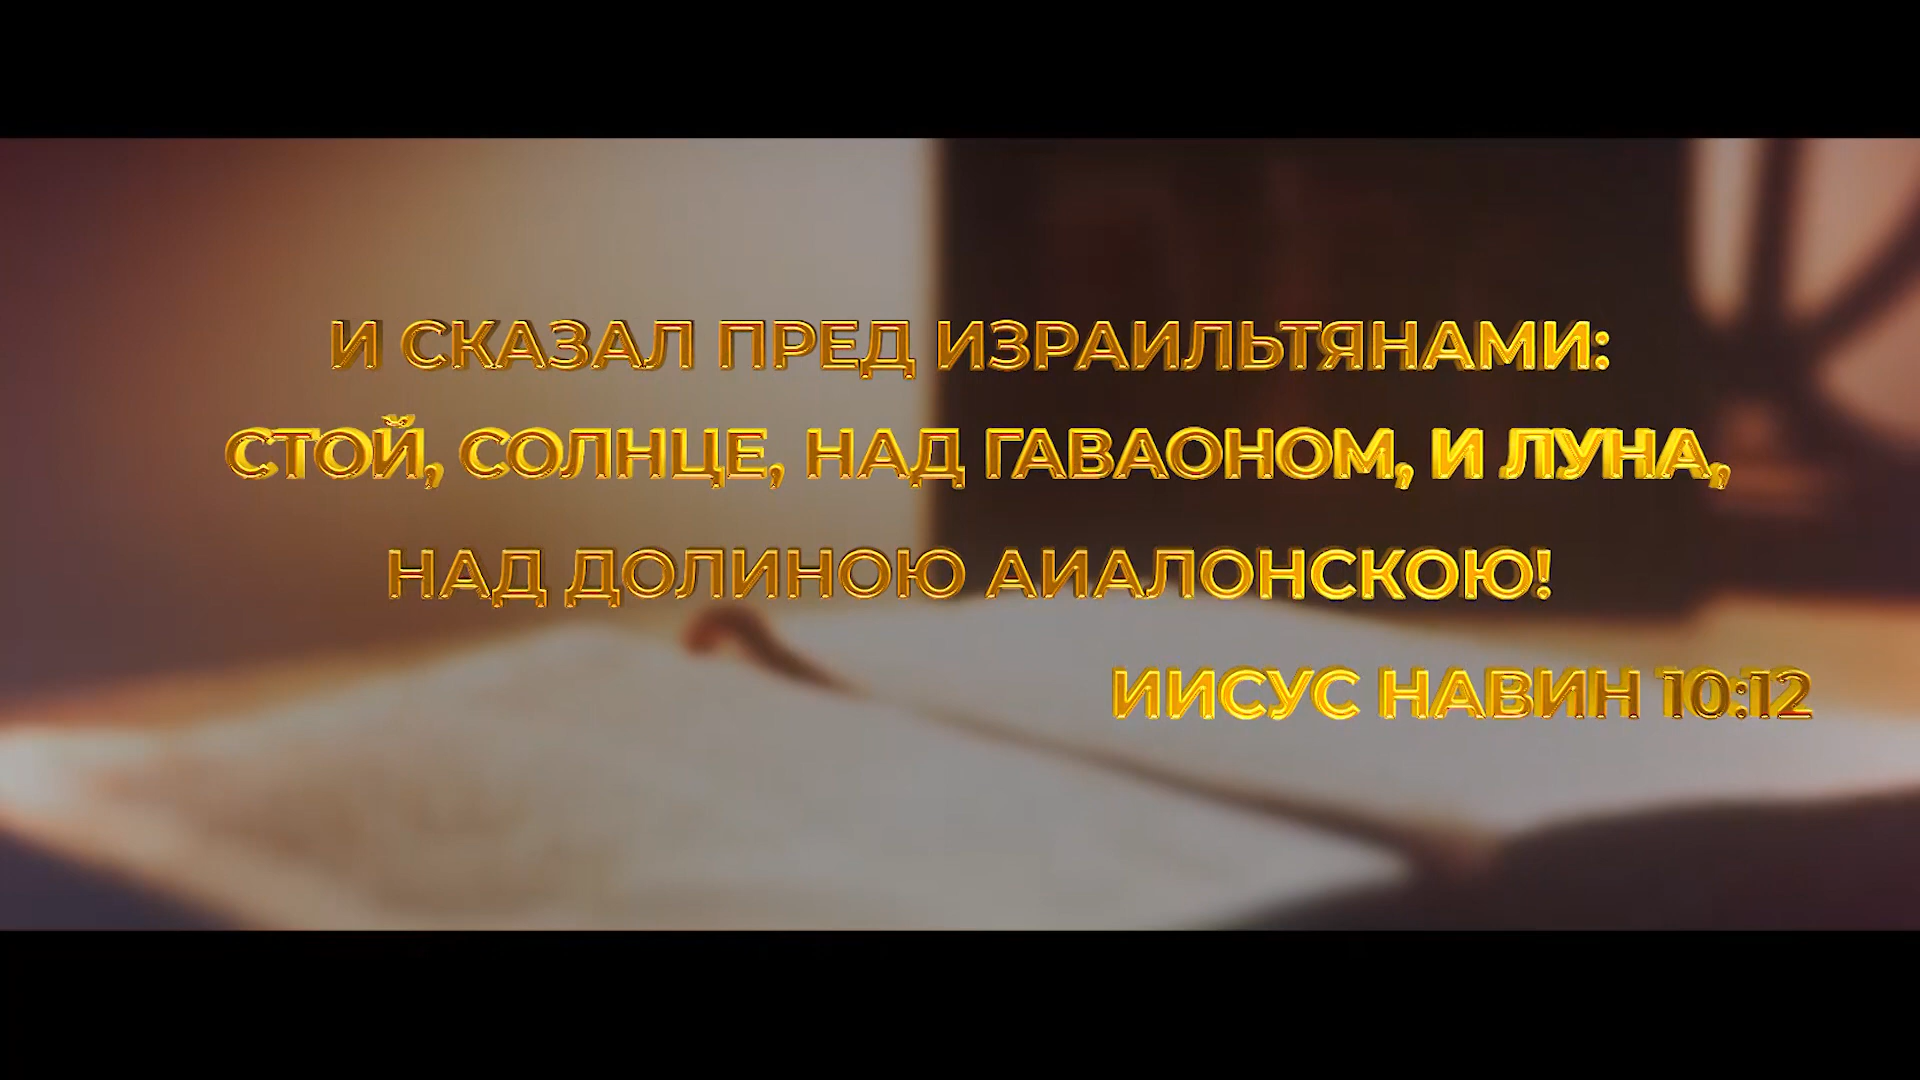 И СКАЗАЛ ПРЕД ИЗРАИЛЬТЯНАМИ:
СТОЙ, СОЛНЦЕ, НАД ГАВАОНОМ, И ЛУНА,
НАД ДОЛИНОЮ АИАЛОНСКОЮ!
ИИСУС НАВИН 10:12